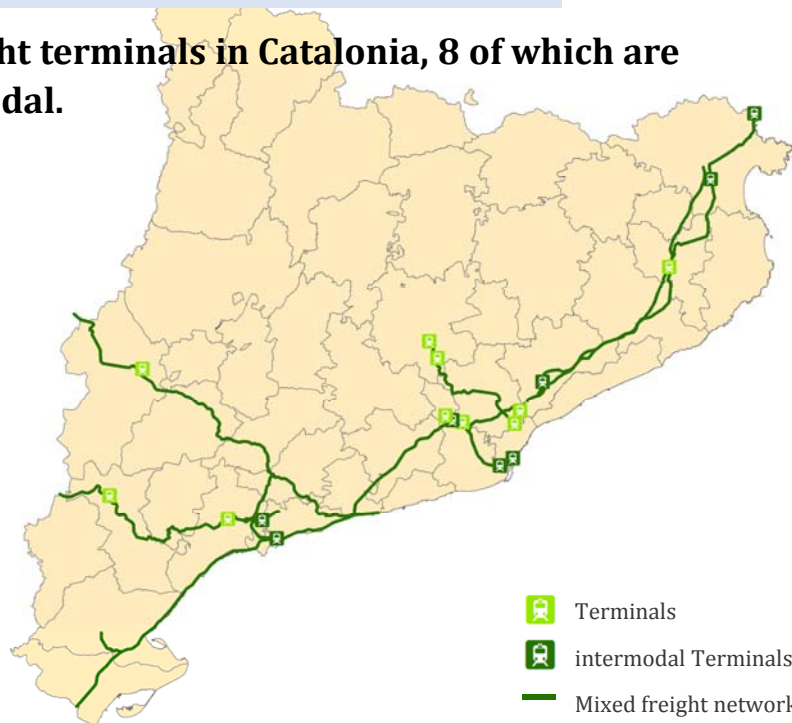 ht terminals in Catalonia, 8 of which are
dal.
Terminals
intermodal Terminals
Mixed freight network